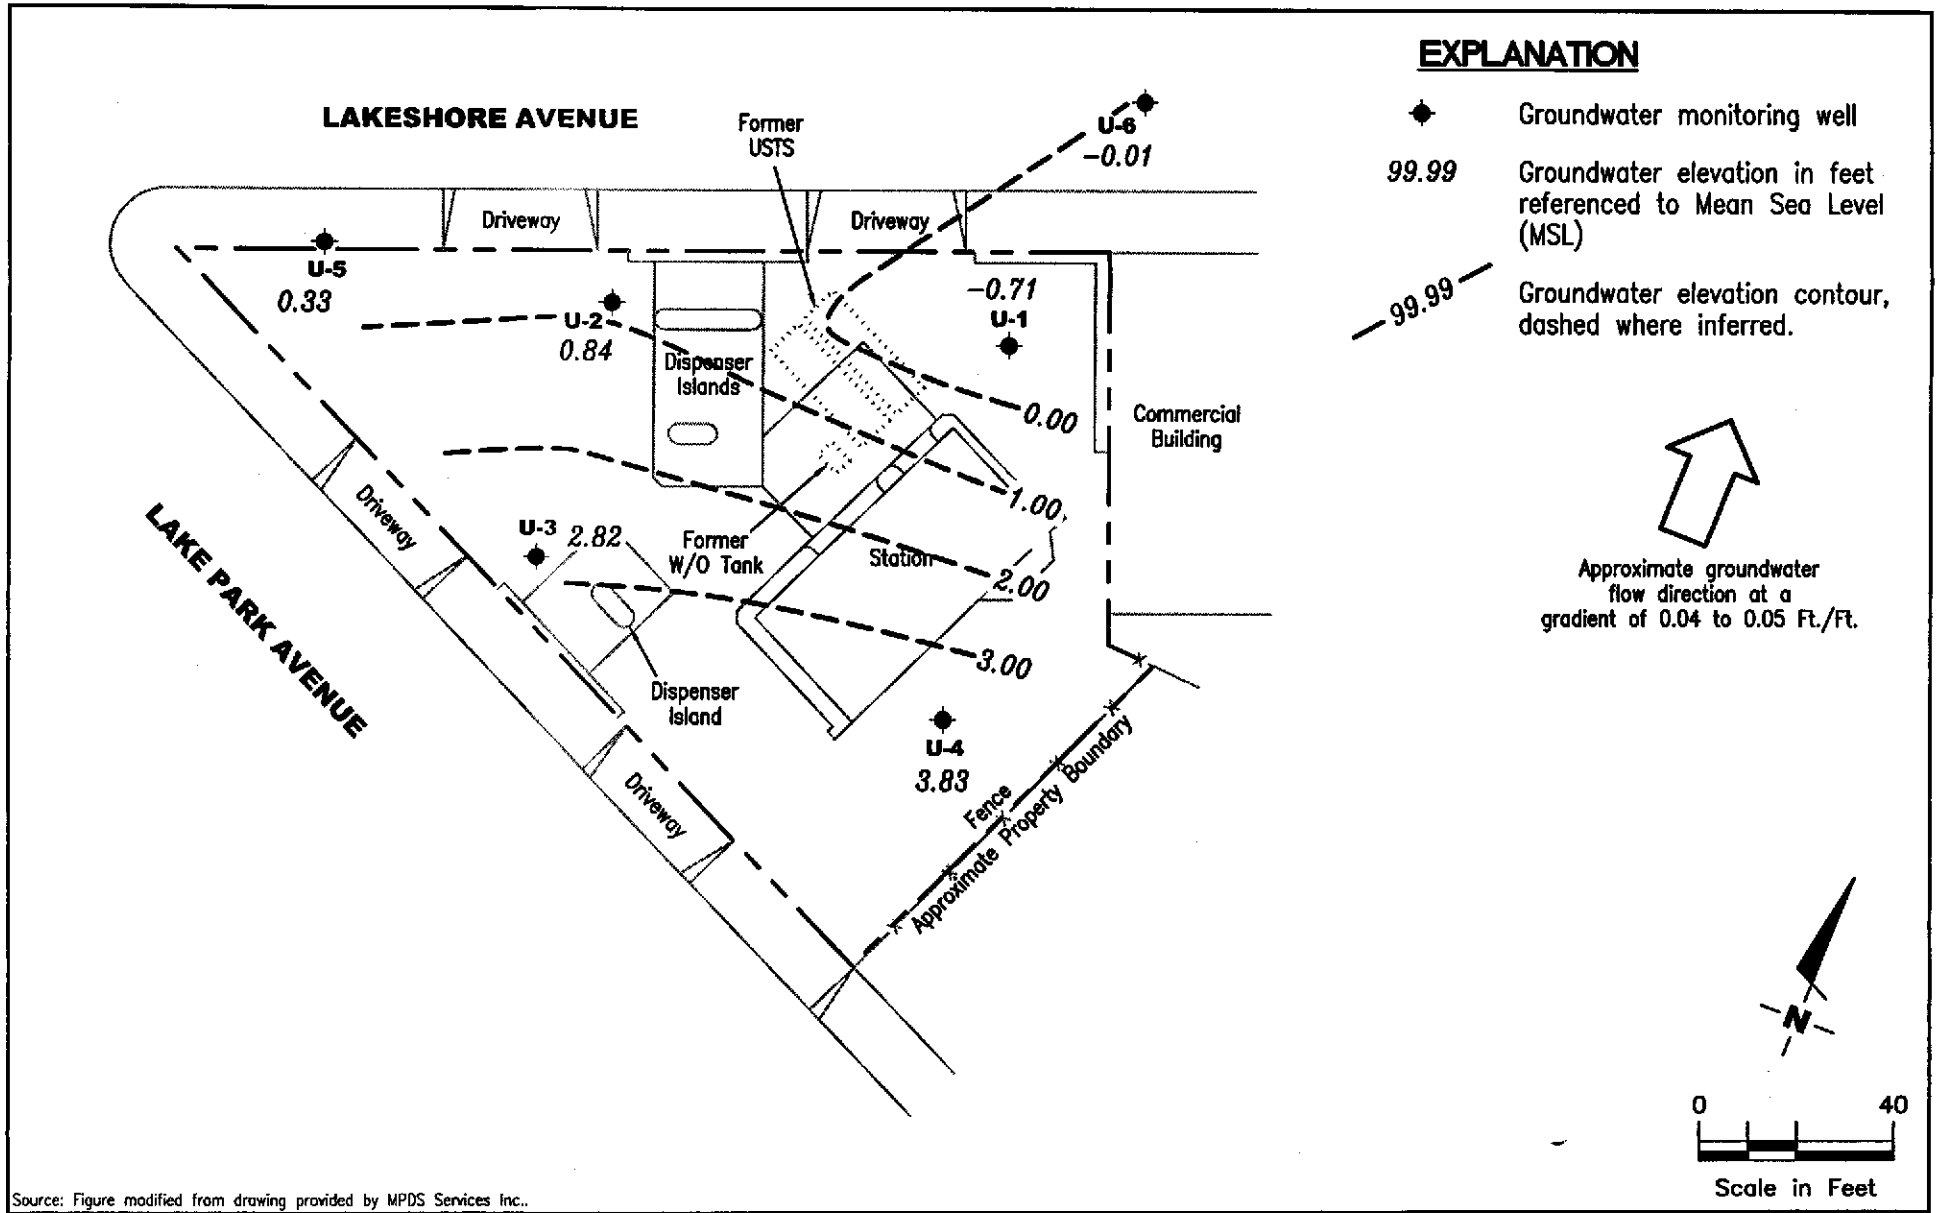 EXPLANATION
Groundwater monitoring well
99.99
Groundwater elevation in feet
referenced to Mean Sea Level
(MSL)
99.99
Groundwater elevation contour,
dashed where inferred.
Approximate groundwater
flow direction at a
gradient of 0.04 to 0.05 Ft./Ft.
LAKESHORE AVENUE
Former
USTS
U-6
-0.01
Driveway
Driveway
U-5
0.33
U-2
0.84
-0.71
U-1
Dispenser
Islands
0.00
Commercial
Building
1.00
Driveway
LAKE PARK AVENUE
U-3
2.82
Former
W/O Tank
Station
2.00
3.00
Dispenser
Island
U-4
3.83
Driveway
Fence
Approximate Property Boundary
N
0 40
Scale in Feet
Source: Figure modified from drawing provided by MPDS Services Inc..